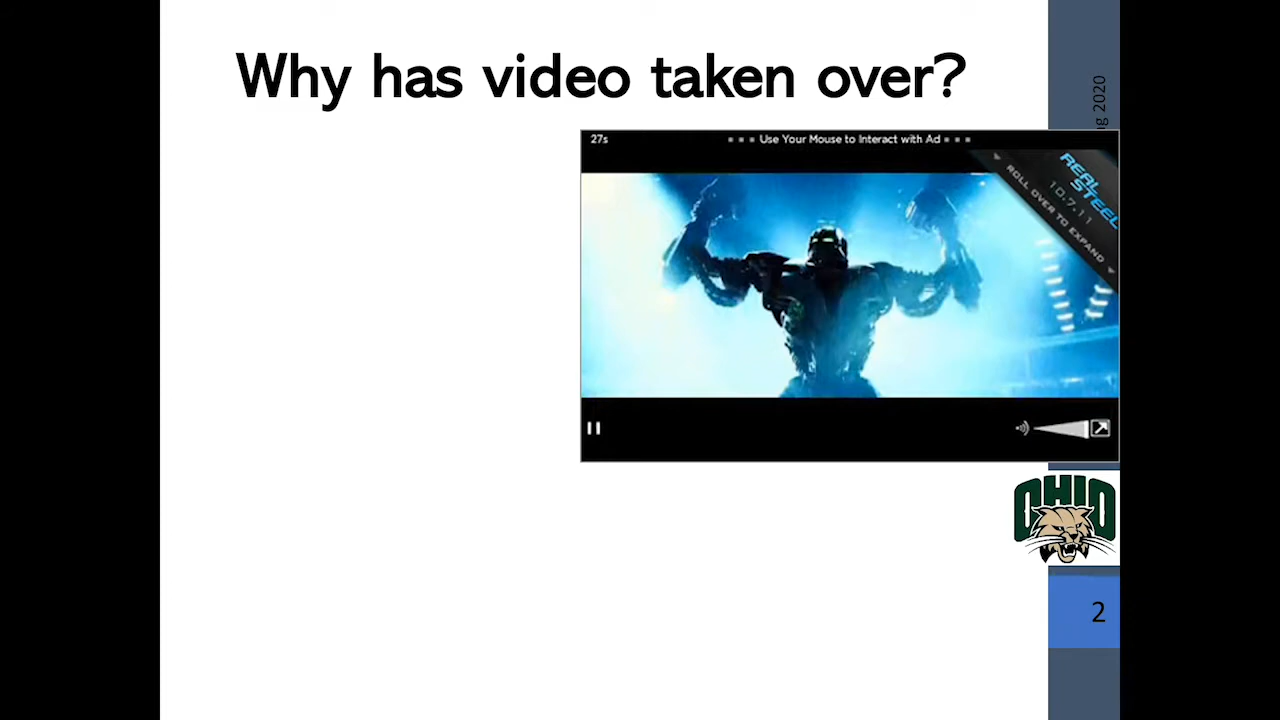 Why has video taken over?
27s
Use Your Mouse to Interact with Ad
REAL
STEEL
10.7.11
ROLL OVER TO EXPAND
2020
OHIO
2